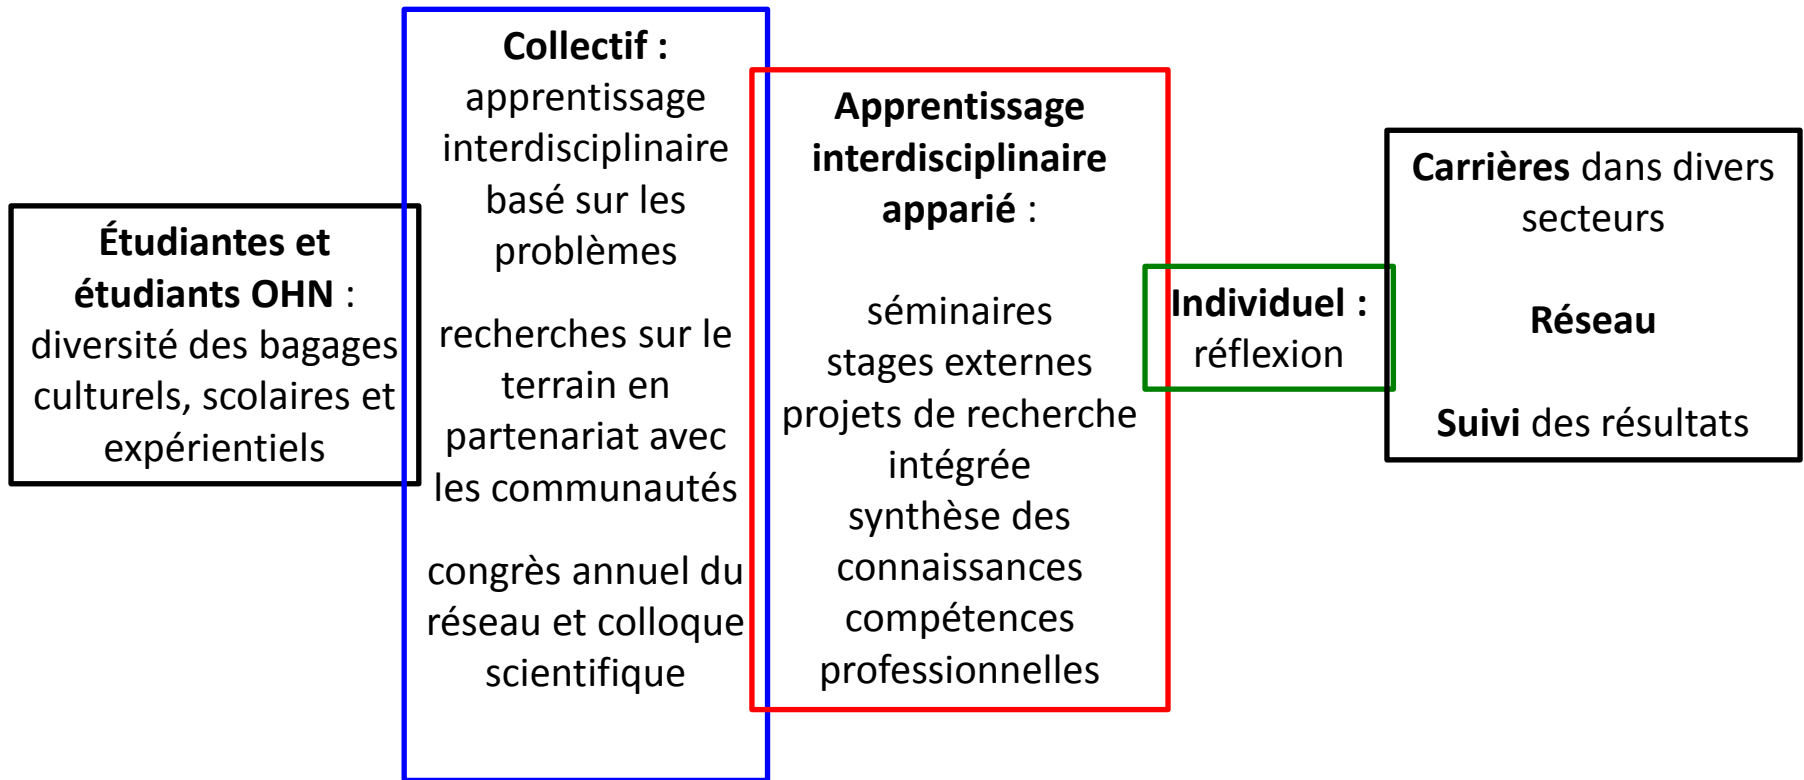 Étudiantes et
étudiants OHN :
diversité des bagages
culturels, scolaires et
expérientiels
Collectif :
apprentissage
interdisciplinaire
basé sur les
problèmes
recherches sur le
terrain en
partenariat avec
les communautés
congrès annuel du
réseau et colloque
scientifique
Apprentissage
interdisciplinaire
apparié :
séminaires
stages externes
projets de recherche
intégrée
synthèse des
connaissances
compétences
professionnelles
Individuel :
réflexion
Carrières dans divers
secteurs
Réseau
Suivi des résultats